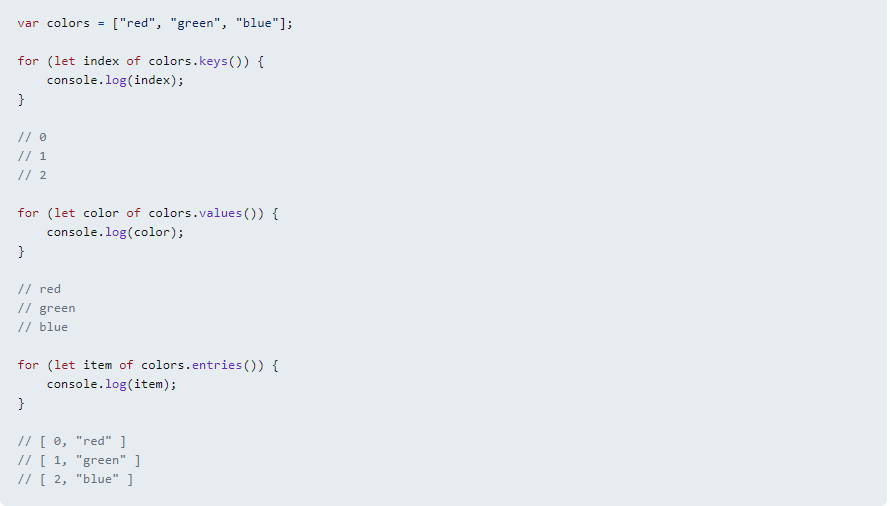 var colors = ["red", "green", "blue"];
for (let index of colors.keys()) {
    console.log(index);
}
// 0
// 1
// 2
for (let color of colors.values()) {
    console.log(color);
}
// red
// green
// blue
for (let item of colors.entries()) {
    console.log(item);
}
// [ 0, "red" ]
// [ 1, "green" ]
// [ 2, "blue" ]